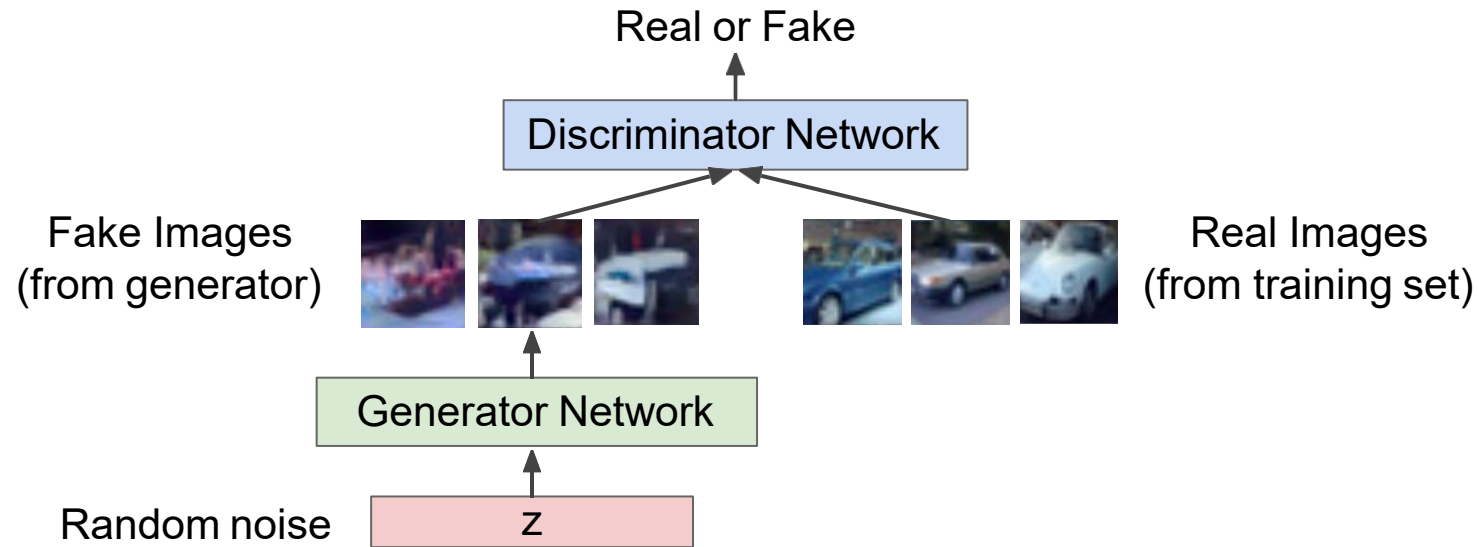 Real or Fake
Discriminator Network
Fake Images
(from generator)
Real Images
(from training set)
Generator Network
Random noise
z